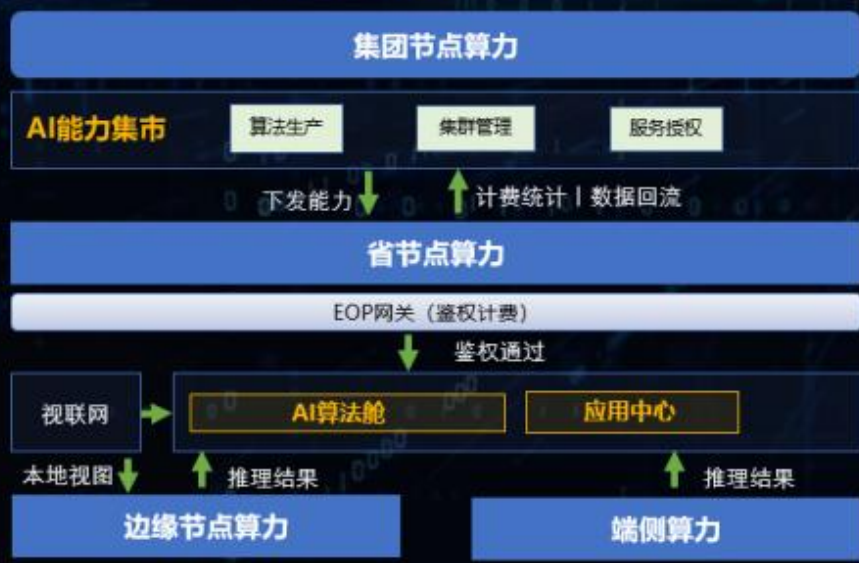 集团节点算力
AI能力集市 算法生产 集群管理 服务授权
下发能力 计费统计丨数据回流
省节点算力
EOP网关（鉴权计费）
鉴权通过
视联网 AI算法舱 应用中心
本地视图 推理结果 推理结果
边缘节点算力 端侧算力